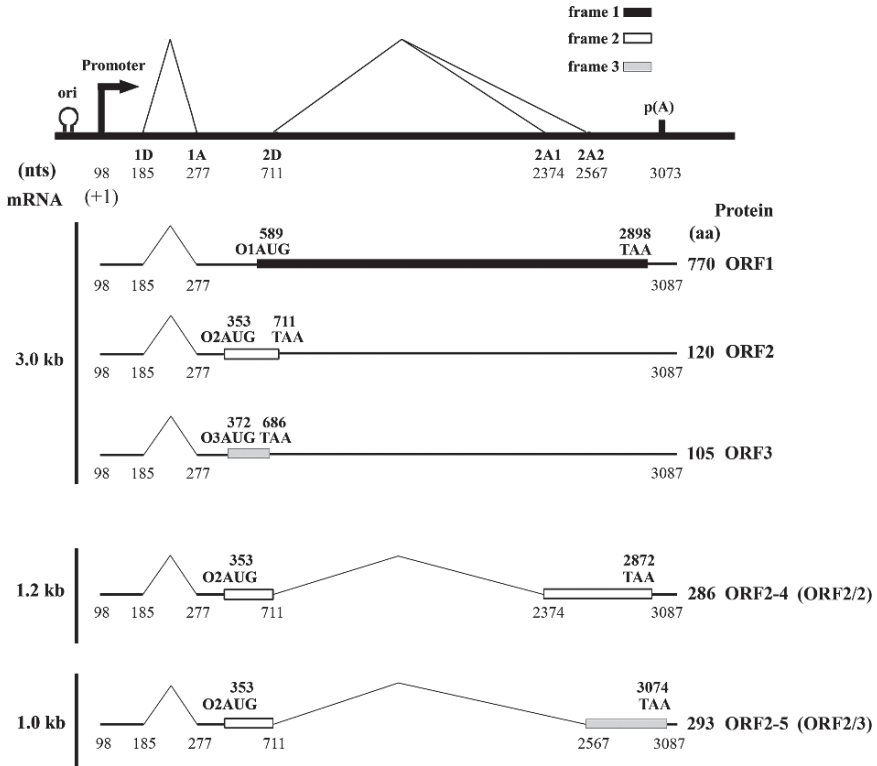 frame 1
frame 2
frame 3
Promoter
ori
p(A)
1D 1A 2D 2A1 2A2
(nts) 98 185 277 711 2374 2567 3073
mRNA (+1)
Protein
(aa)
589 2898
O1AUG TAA
770 ORF1
98 185 277 3087
353 711
O2AUG TAA
3.0 kb
120 ORF2
98 185 277 3087
372 686
O3AUG TAA
105 ORF3
98 185 277 3087
353 2872
O2AUG TAA
1.2 kb
286 ORF2-4 (ORF2/2)
98 185 277 711 2374 3087
353 3074
O2AUG TAA
1.0 kb
293 ORF2-5 (ORF2/3)
98 185 277 711 2567 3087